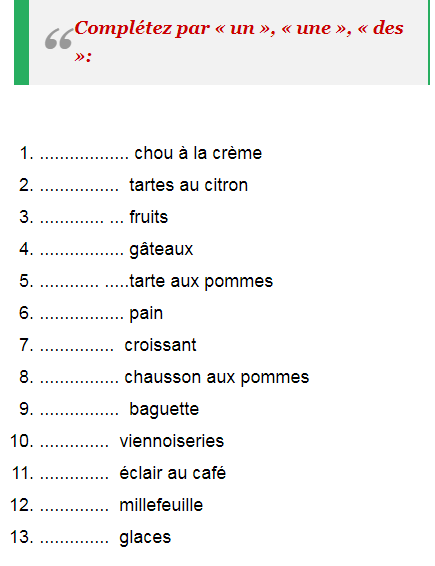 Complétez par « un », « une », « des
»:
1. .................. chou à la crème
2. ................ tartes au citron
3. ............. ... fruits
4. ................. gâteaux
5. ............ .....tarte aux pommes
6. ................. pain
7. ............... croissant
8. ................ chausson aux pommes
9. ................ baguette
10. .............. viennoiseries
11. .............. éclair au café
12. .............. millefeuille
13. .............. glaces